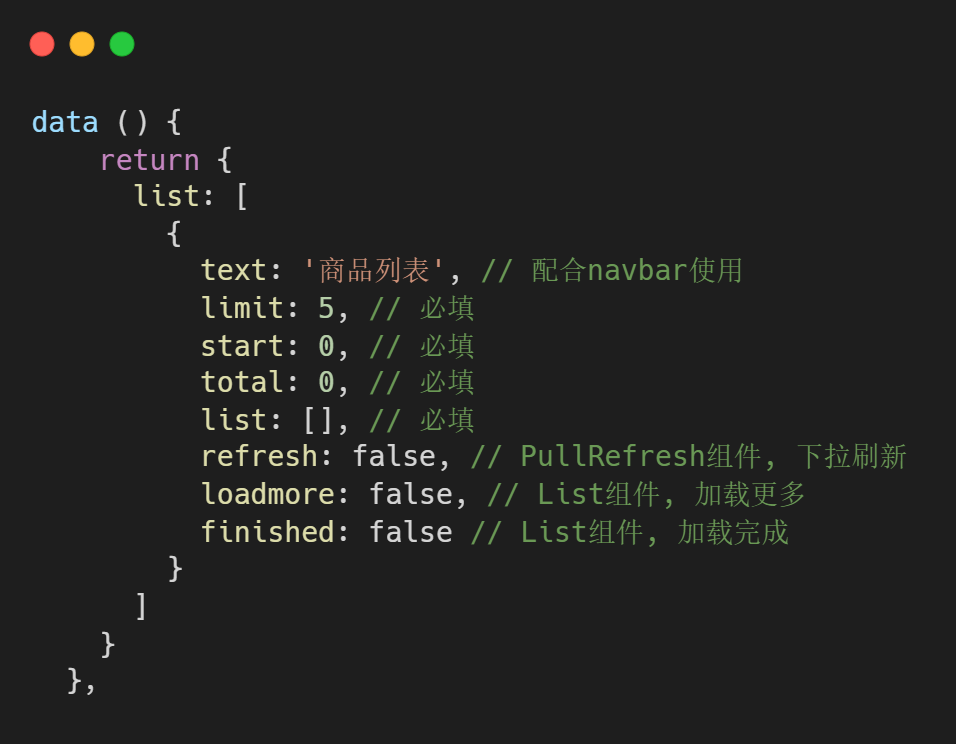 data () {
    return {
      list: [
        {
          text: '商品列表', // 配合navbar使用
          limit: 5, // 必填
          start: 0, // 必填
          total: 0, // 必填
          list: [], // 必填
          refresh: false, // PullRefresh组件, 下拉刷新
          loadmore: false, // List组件, 加载更多
          finished: false // List组件, 加载完成
        }
      ]
    }
  },